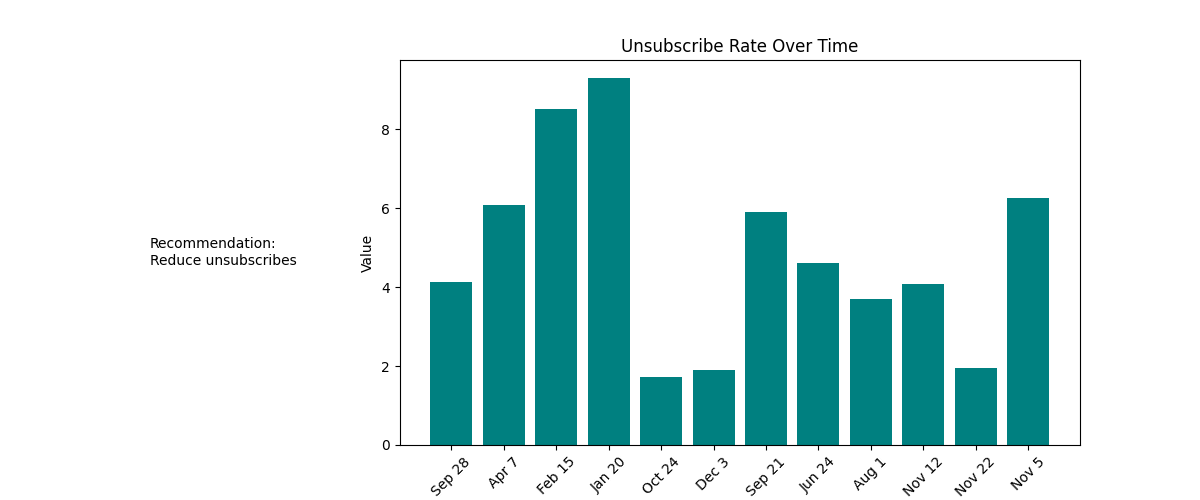 Unsubscribe Rate Over Time
Recommendation:
Reduce unsubscribes
Value
8
6
4
2
0
Sep 28
Apr 7
Feb 15
Jan 20
Oct 24
Dec 3
Sep 21
Jun 24
Aug 1
Nov 12
Nov 22
Nov 5